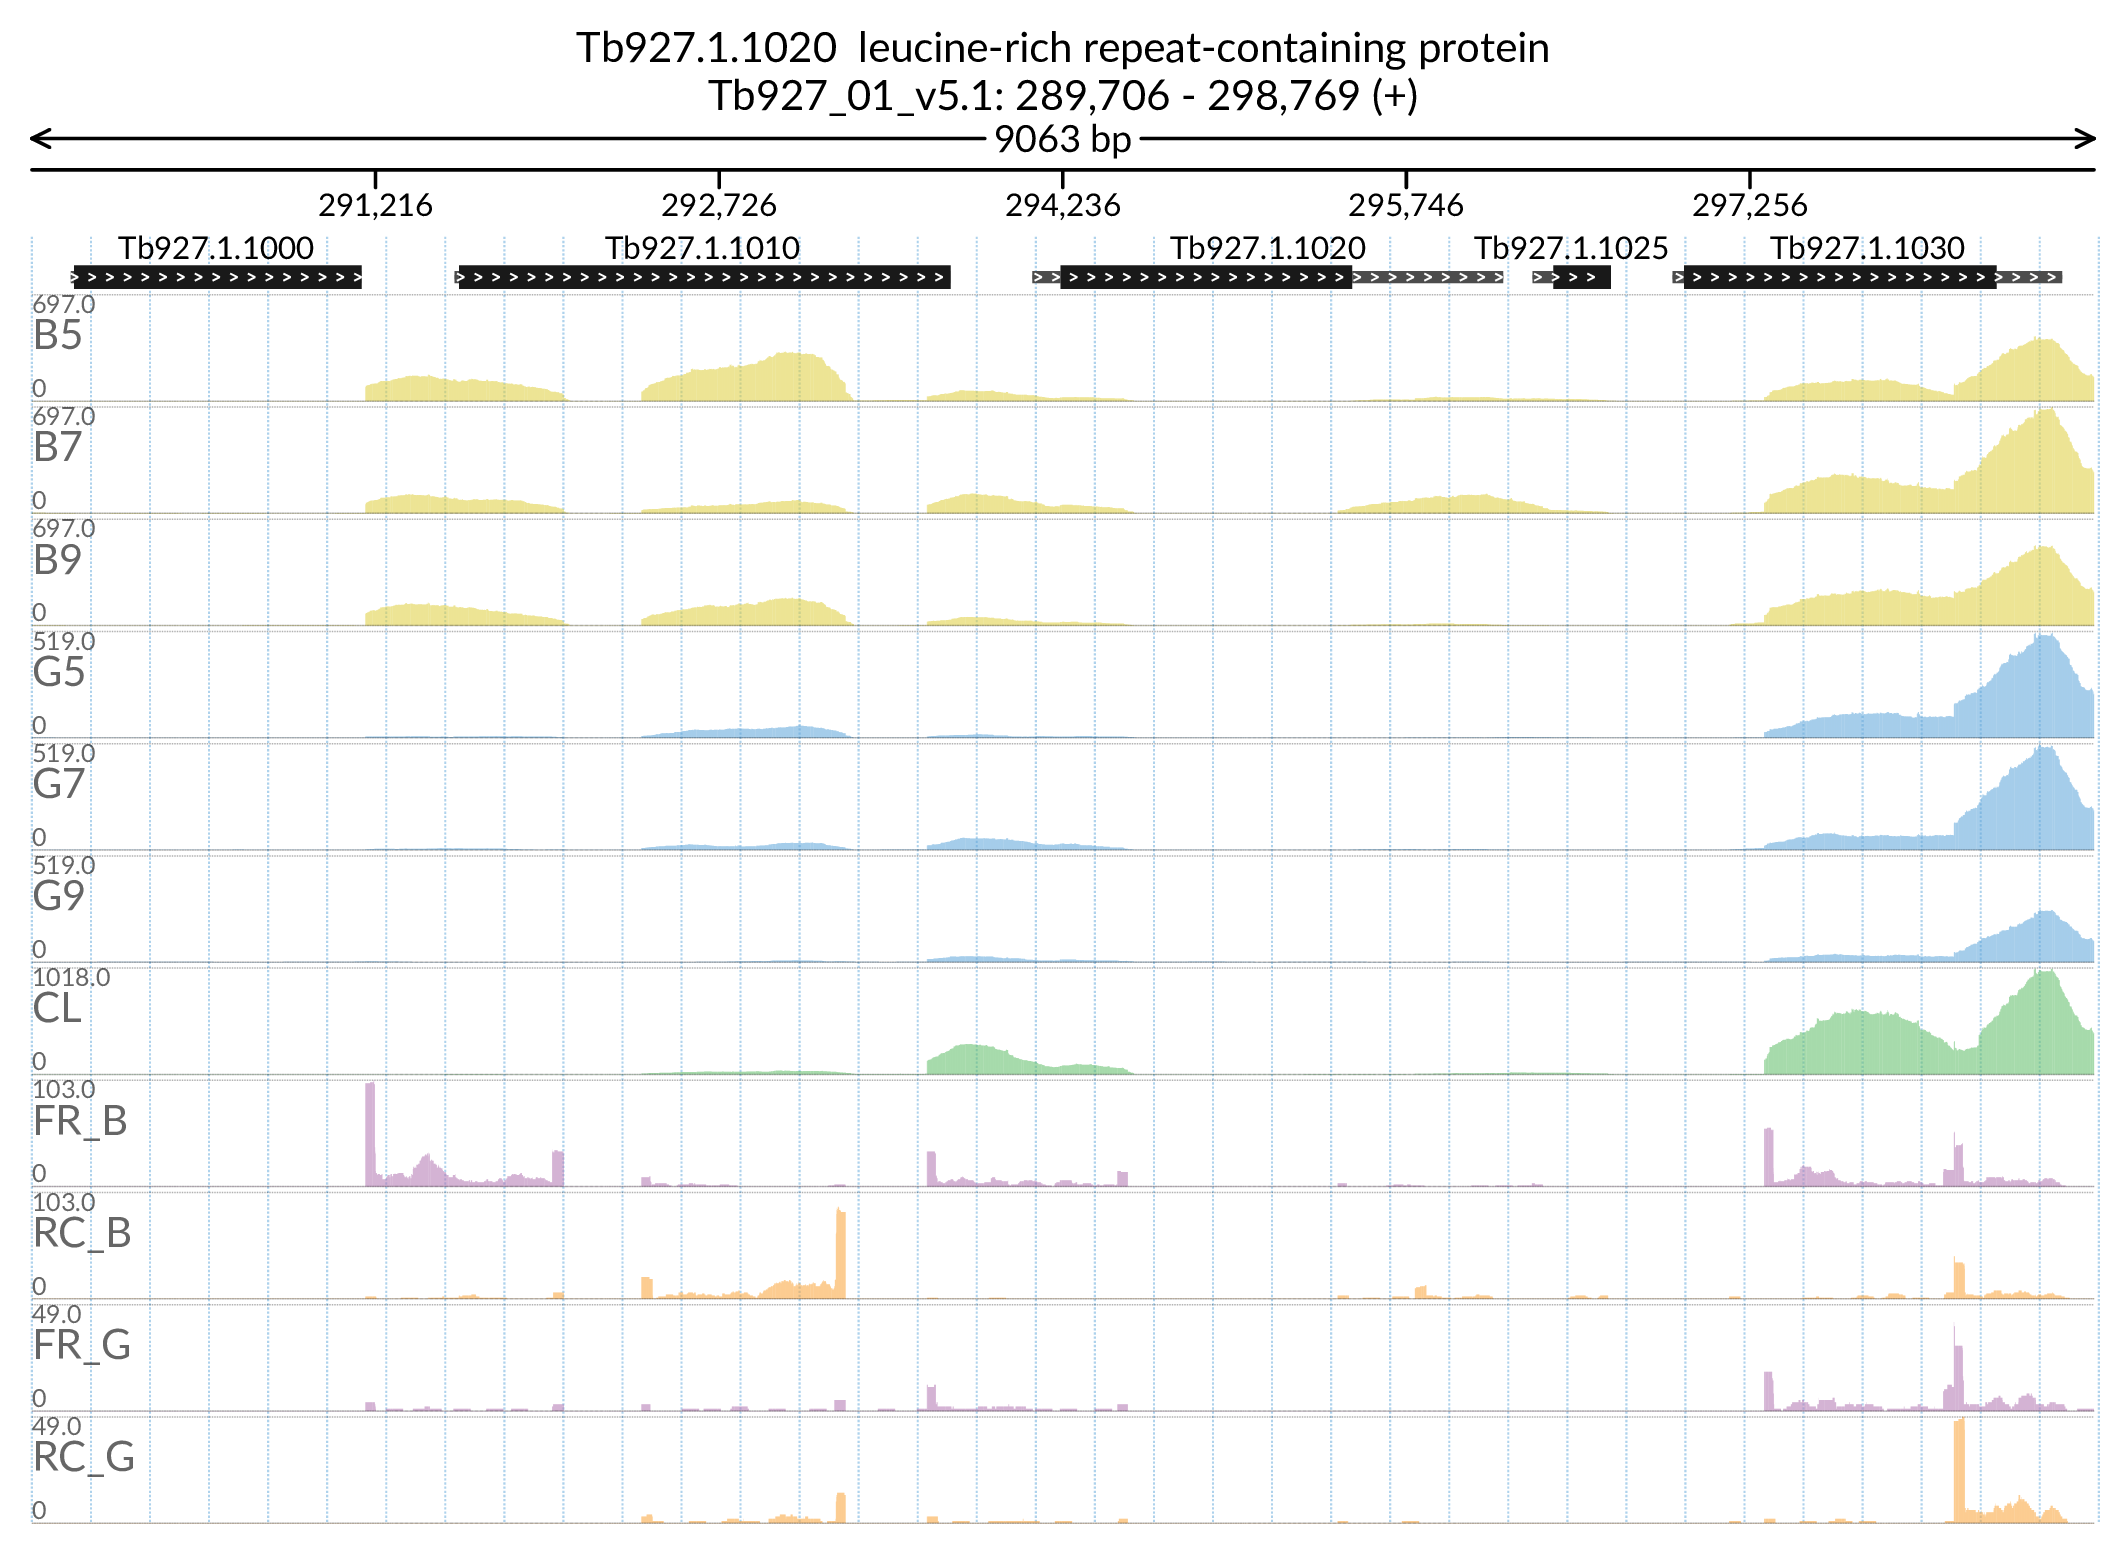 Tb927.1.1020  leucine-rich repeat-containing protein
Tb927_01_v5.1: 289,706 - 298,769 (+)
9063 bp
291,216 292,726 294,236 295,746 297,256
Tb927.1.1000 Tb927.1.1010 Tb927.1.1020 Tb927.1.1025 Tb927.1.1030
697.0
B5
0
697.0
B7
0
697.0
B9
0
519.0
G5
0
519.0
G7
0
519.0
G9
0
1018.0
CL
0
103.0
FR_B
0
103.0
RC_B
0
49.0
FR_G
0
49.0
RC_G
0